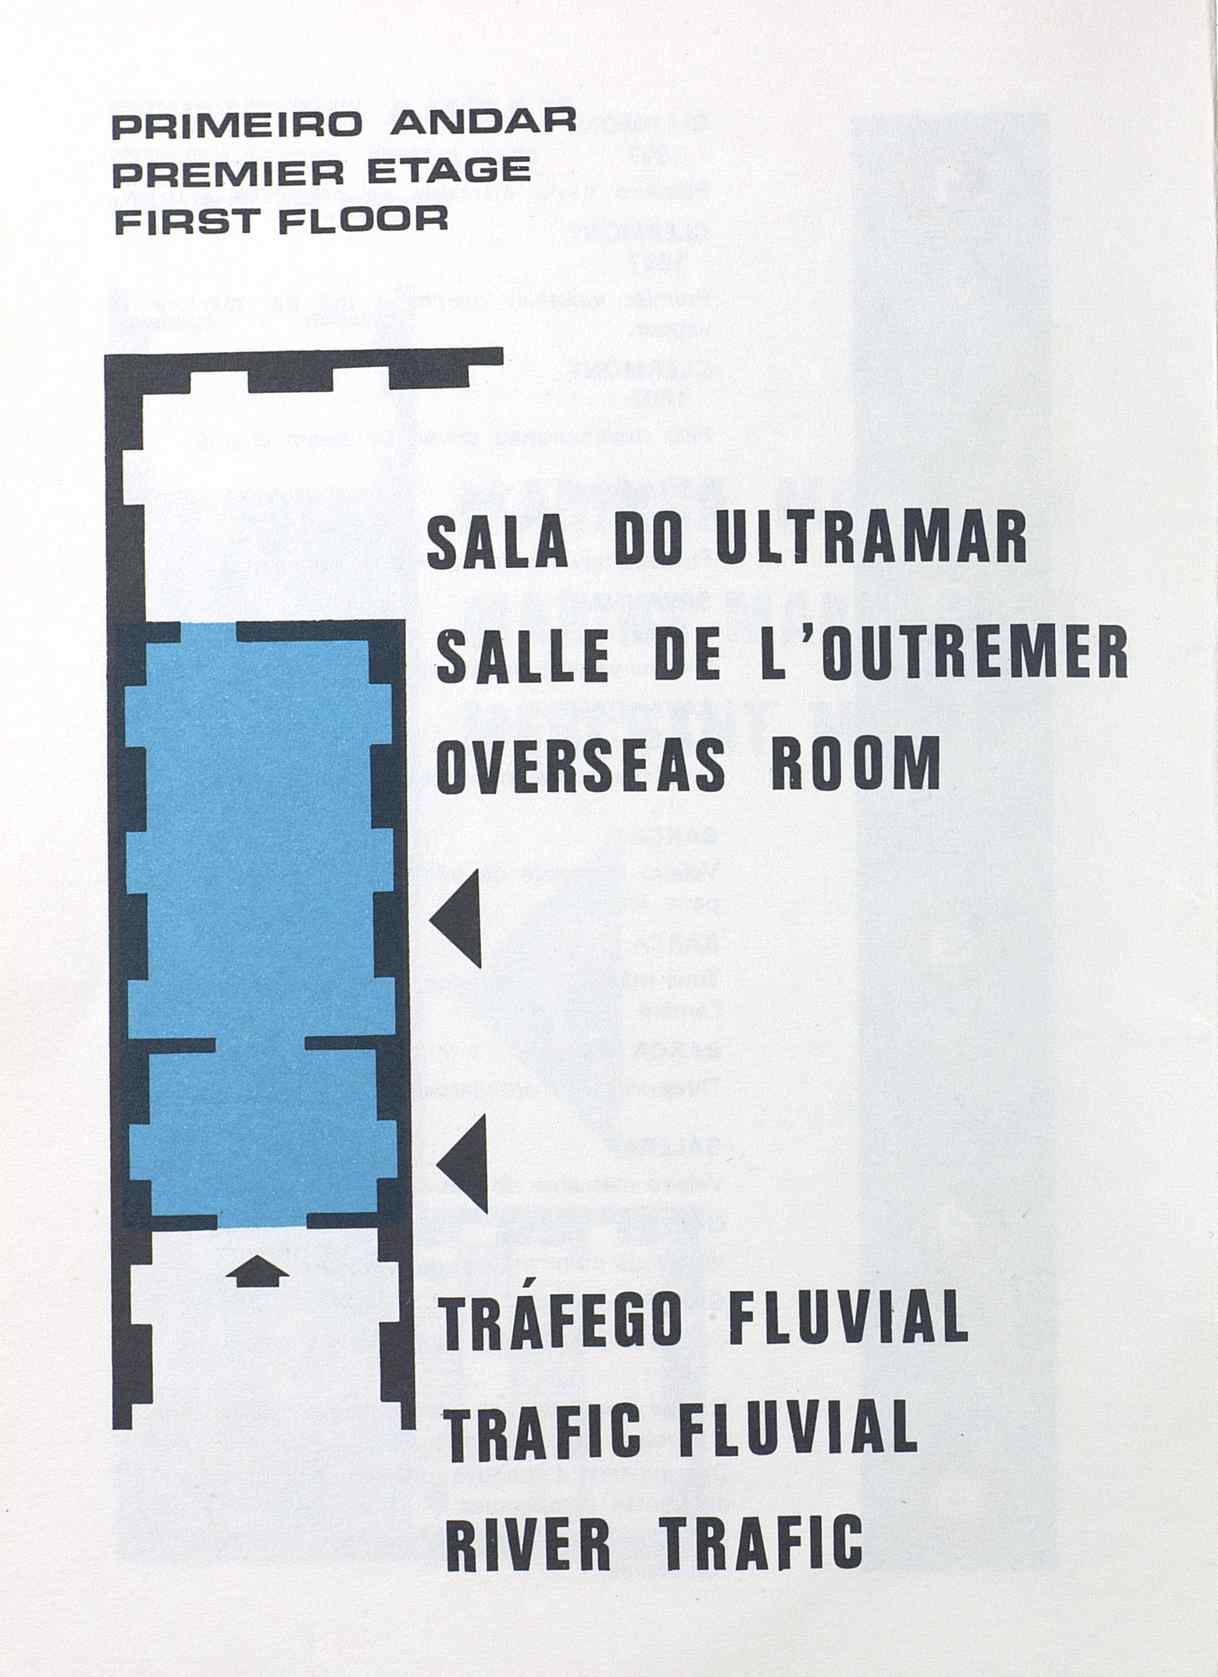 PRIMEIRO ANDAR
PREMIER ETAGE
FIRST FLOOR
SALA DO ULTRAMAR
SALLE DE L'OUTREMER
OVERSEAS ROOM
TRÁFEGO FLUVIAL
TRAFIC FLUVIAL
RIVER TRAFIC